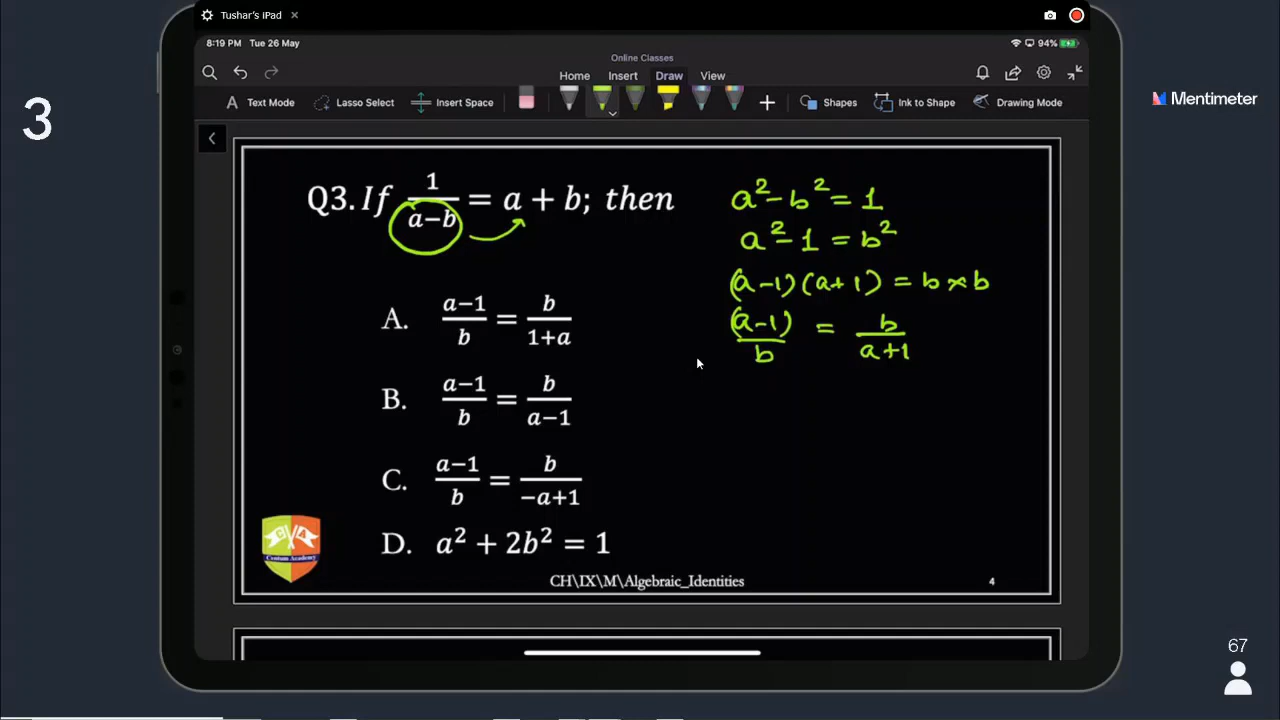 Tushar's iPad ×
8:19 PM Tue 26 May
94%
Online Classes
Home Insert Draw View
A Text Mode Lasso Select Insert Space Shapes Ink to Shape Drawing Mode
3
Mentimeter
Q3. If 1/(a−b) = a + b; then
A. (a−1)/b = b/(1+a)
B. (a−1)/b = b/(a−1)
C. (a−1)/b = b/(−a+1)
D. a² + 2b² = 1
a² − b² = 1
a² − 1 = b²
(a − 1)(a + 1) = b × b
(a − 1)/b = b/(a + 1)
CH\IX\M\Algebraic_Identities
4
67